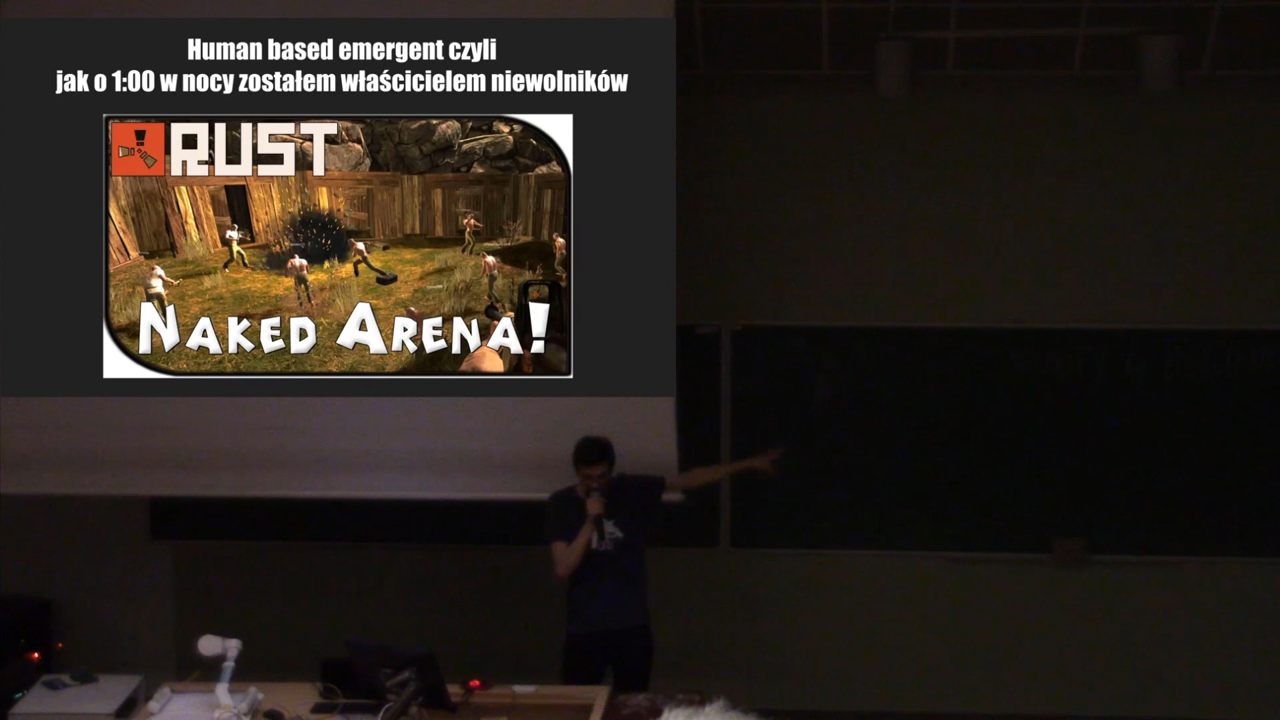 Human based emergent czyli
jak o 1:00 w nocy zostałem właścicielem niewolników
RUST
NAKED ARENA!